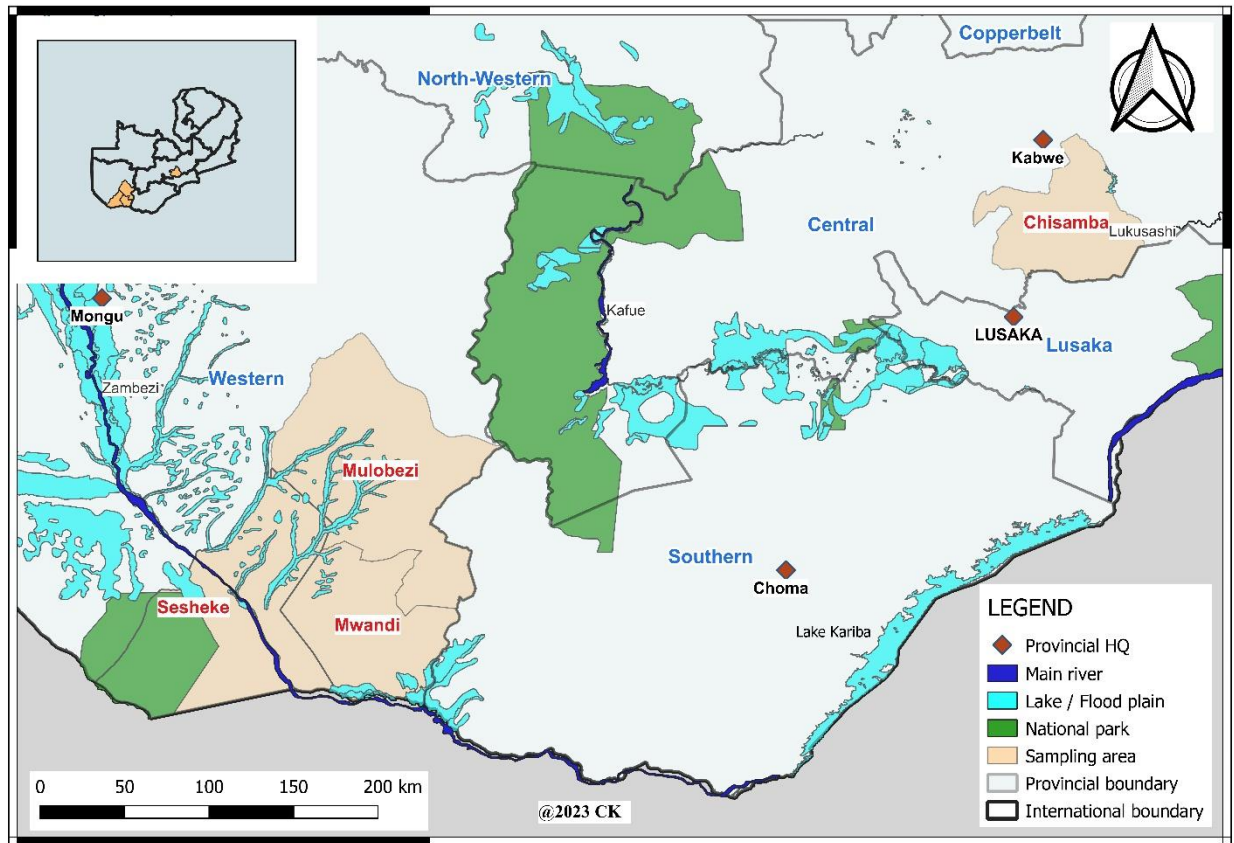 Copperbelt
North-Western
Kabwe
Chisamba
Lukusashi
Central
Mongu
Kafue
LUSAKA
Lusaka
Zambezi
Western
Mulobezi
Southern
Choma
Sesheke
Mwandi
Lake Kariba
LEGEND
Provincial HQ
Main river
Lake / Flood plain
National park
Sampling area
Provincial boundary
International boundary
0 50 100 150 200 km
@2023 CK